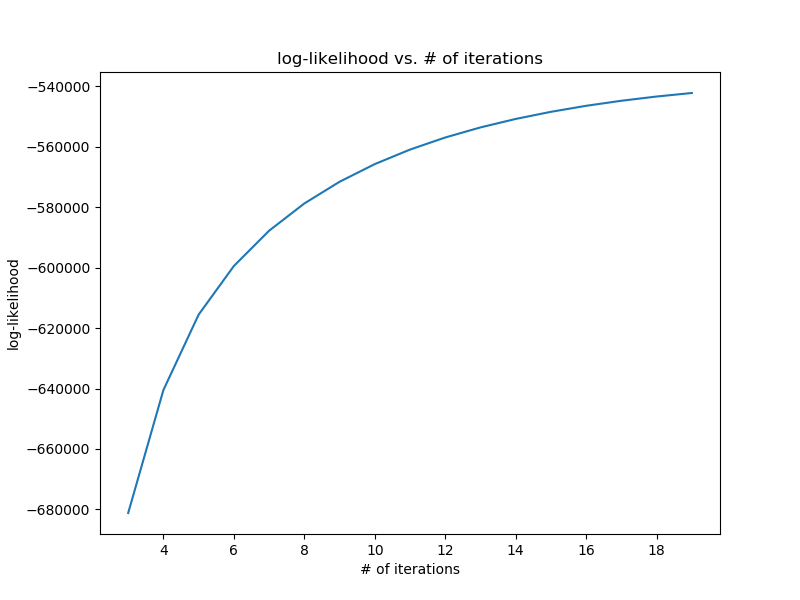 log-likelihood vs. # of iterations
−540000
−560000
−580000
−600000
−620000
−640000
−660000
−680000
log-likelihood
4 6 8 10 12 14 16 18
# of iterations